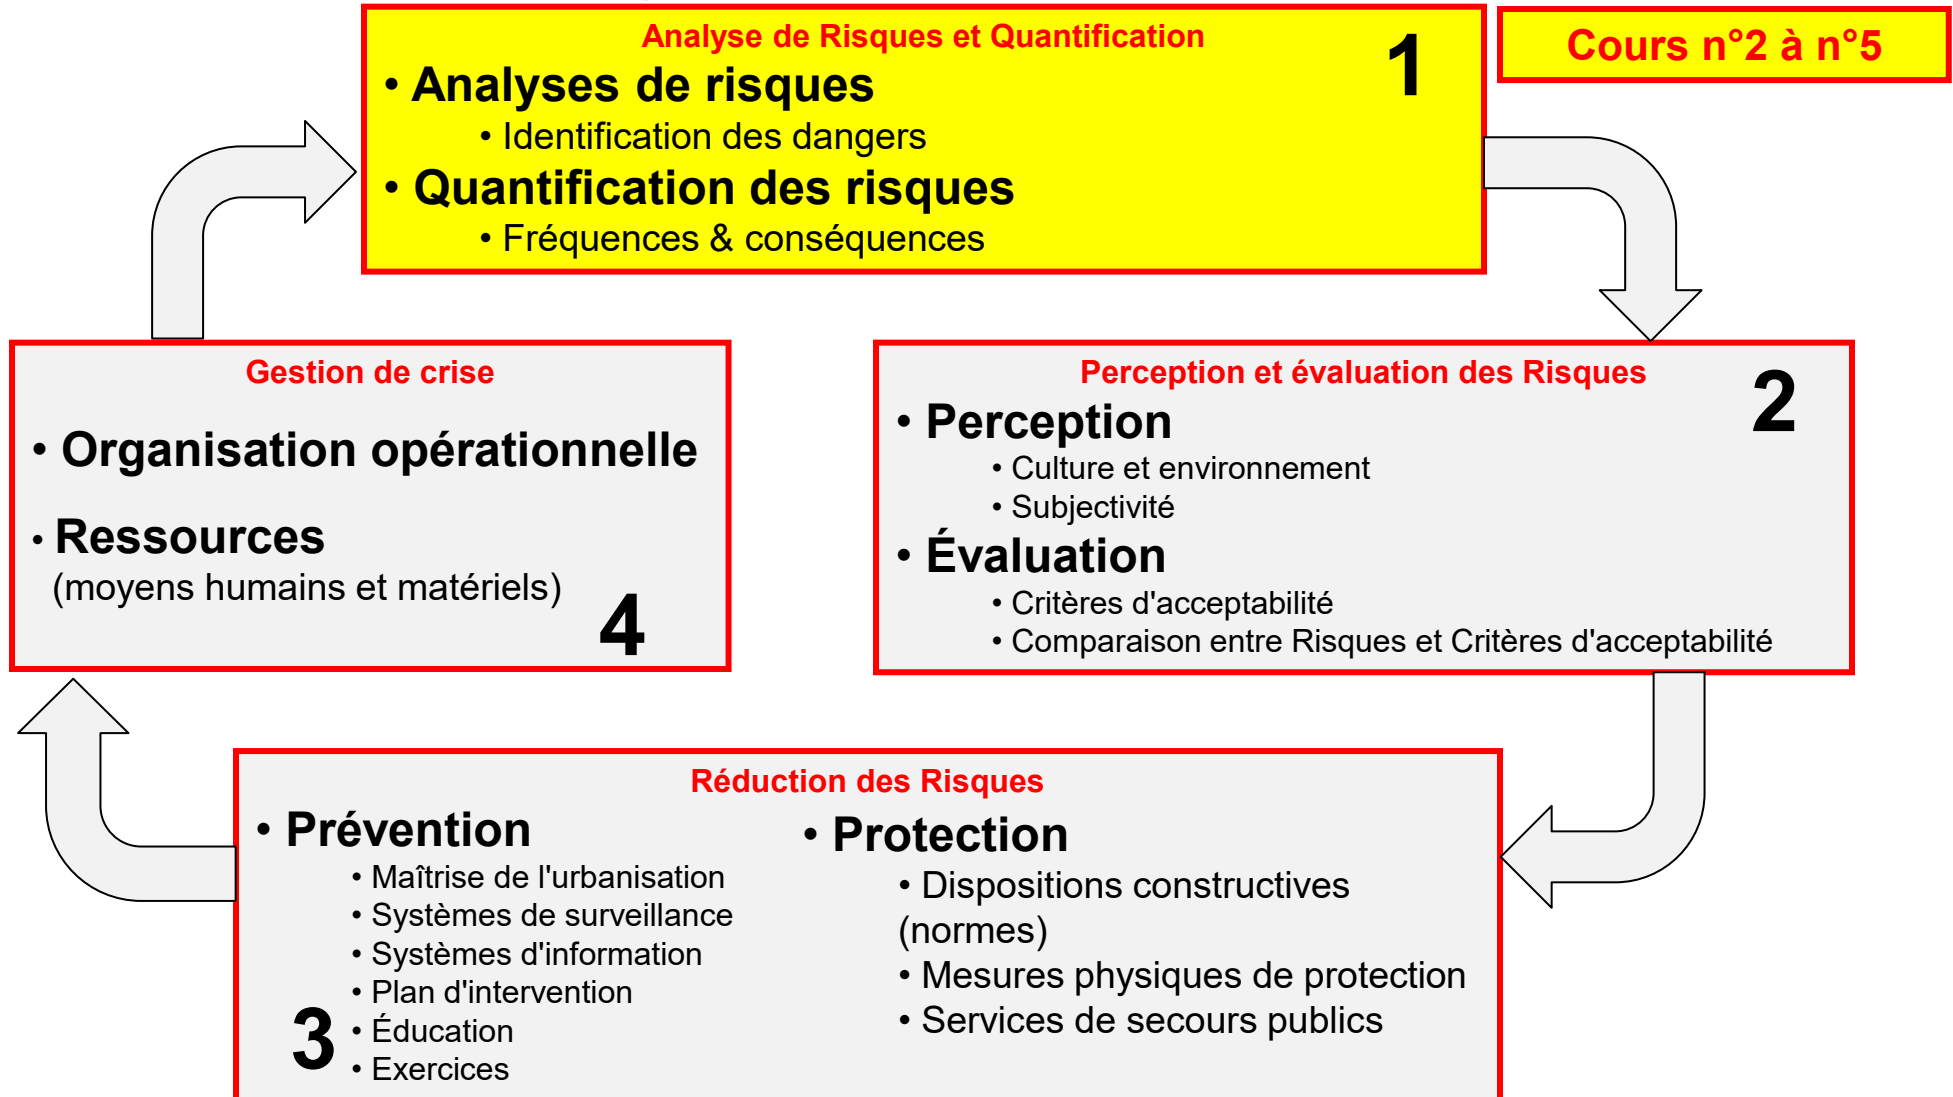 Analyse de Risques et Quantification
1
Cours n°2 à n°5
• Analyses de risques
• Identification des dangers
• Quantification des risques
• Fréquences & conséquences
Perception et évaluation des Risques
2
• Perception
• Culture et environnement
• Subjectivité
• Évaluation
• Critères d'acceptabilité
• Comparaison entre Risques et Critères d'acceptabilité
Réduction des Risques
• Prévention
• Maîtrise de l'urbanisation
• Systèmes de surveillance
• Systèmes d'information
• Plan d'intervention
• Éducation
• Exercices
3
• Protection
• Dispositions constructives
(normes)
• Mesures physiques de protection
• Services de secours publics
Gestion de crise
• Organisation opérationnelle
• Ressources
(moyens humains et matériels)
4